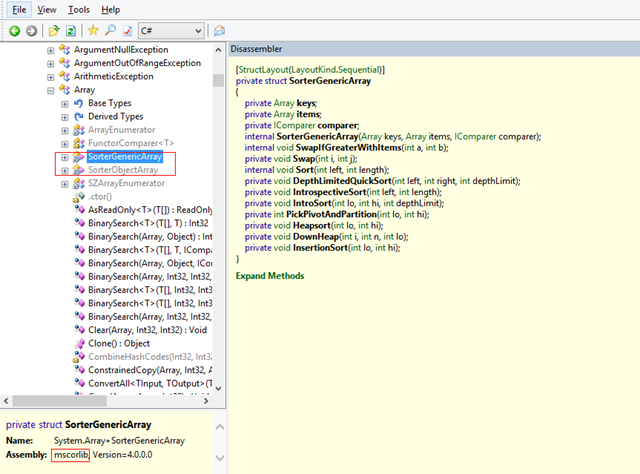 File View Tools Help
C#
ArgumentNullException
ArgumentOutOfRangeException
ArithmeticException
Array
Base Types
Derived Types
ArrayEnumerator
FunctorComparer<T>
SorterGenericArray
SorterObjectArray
SZArrayEnumerator
.ctor()
AsReadOnly<T>(T[]) : ReadOnly
BinarySearch<T>(T[], T) : Int32
BinarySearch(Array, Object) : Int
BinarySearch<T>(T[], T, ICompa
BinarySearch(Array, Object, IC
BinarySearch(Array, Int32, Int32,
BinarySearch<T>(T[], Int32, Int32,
BinarySearch<T>(T[], Int32, Int32,
BinarySearch(Array, Int32, Int32,
Clear(Array, Int32, Int32) : Void
Clone() : Object
CombineHashCodes(Int32, Int32
ConstrainedCopy(Array, Int32, A
ConvertAll<TInput, TOutput>(T
private struct SorterGenericArray
Name: System.Array+SorterGenericArray
Assembly: mscorlib, Version=4.0.0.0
Disassembler
[StructLayout(LayoutKind.Sequential)]
private struct SorterGenericArray
{
private Array keys;
private Array items;
private IComparer comparer;
internal SorterGenericArray(Array keys, Array items, IComparer comparer);
internal void SwapIfGreaterWithItems(int a, int b);
private void Swap(int i, int j);
internal void Sort(int left, int length);
private void DepthLimitedQuickSort(int left, int right, int depthLimit);
private void IntrospectiveSort(int left, int length);
private void IntroSort(int lo, int hi, int depthLimit);
private int PickPivotAndPartition(int lo, int hi);
private void Heapsort(int lo, int hi);
private void DownHeap(int i, int n, int lo);
private void InsertionSort(int lo, int hi);
}
Expand Methods